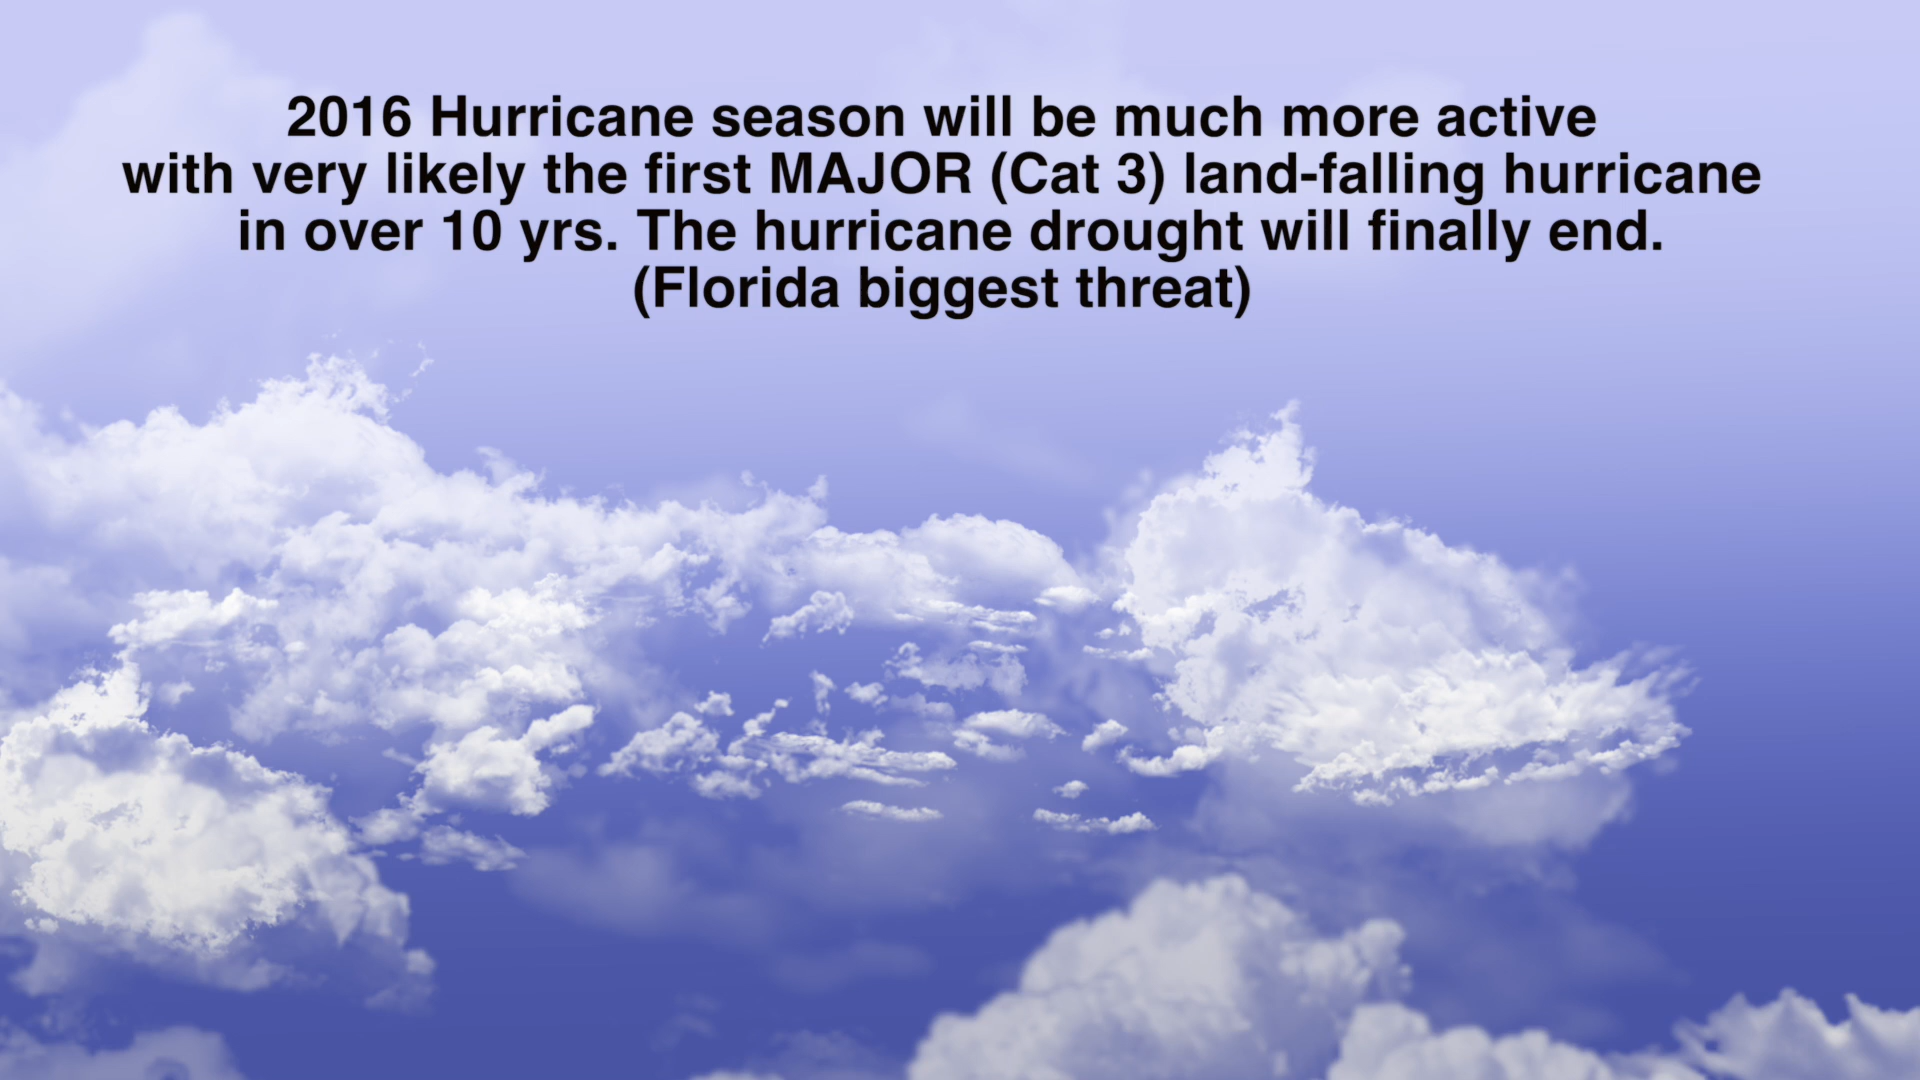 2016 Hurricane season will be much more active
with very likely the first MAJOR (Cat 3) land-falling hurricane
in over 10 yrs. The hurricane drought will finally end.
(Florida biggest threat)